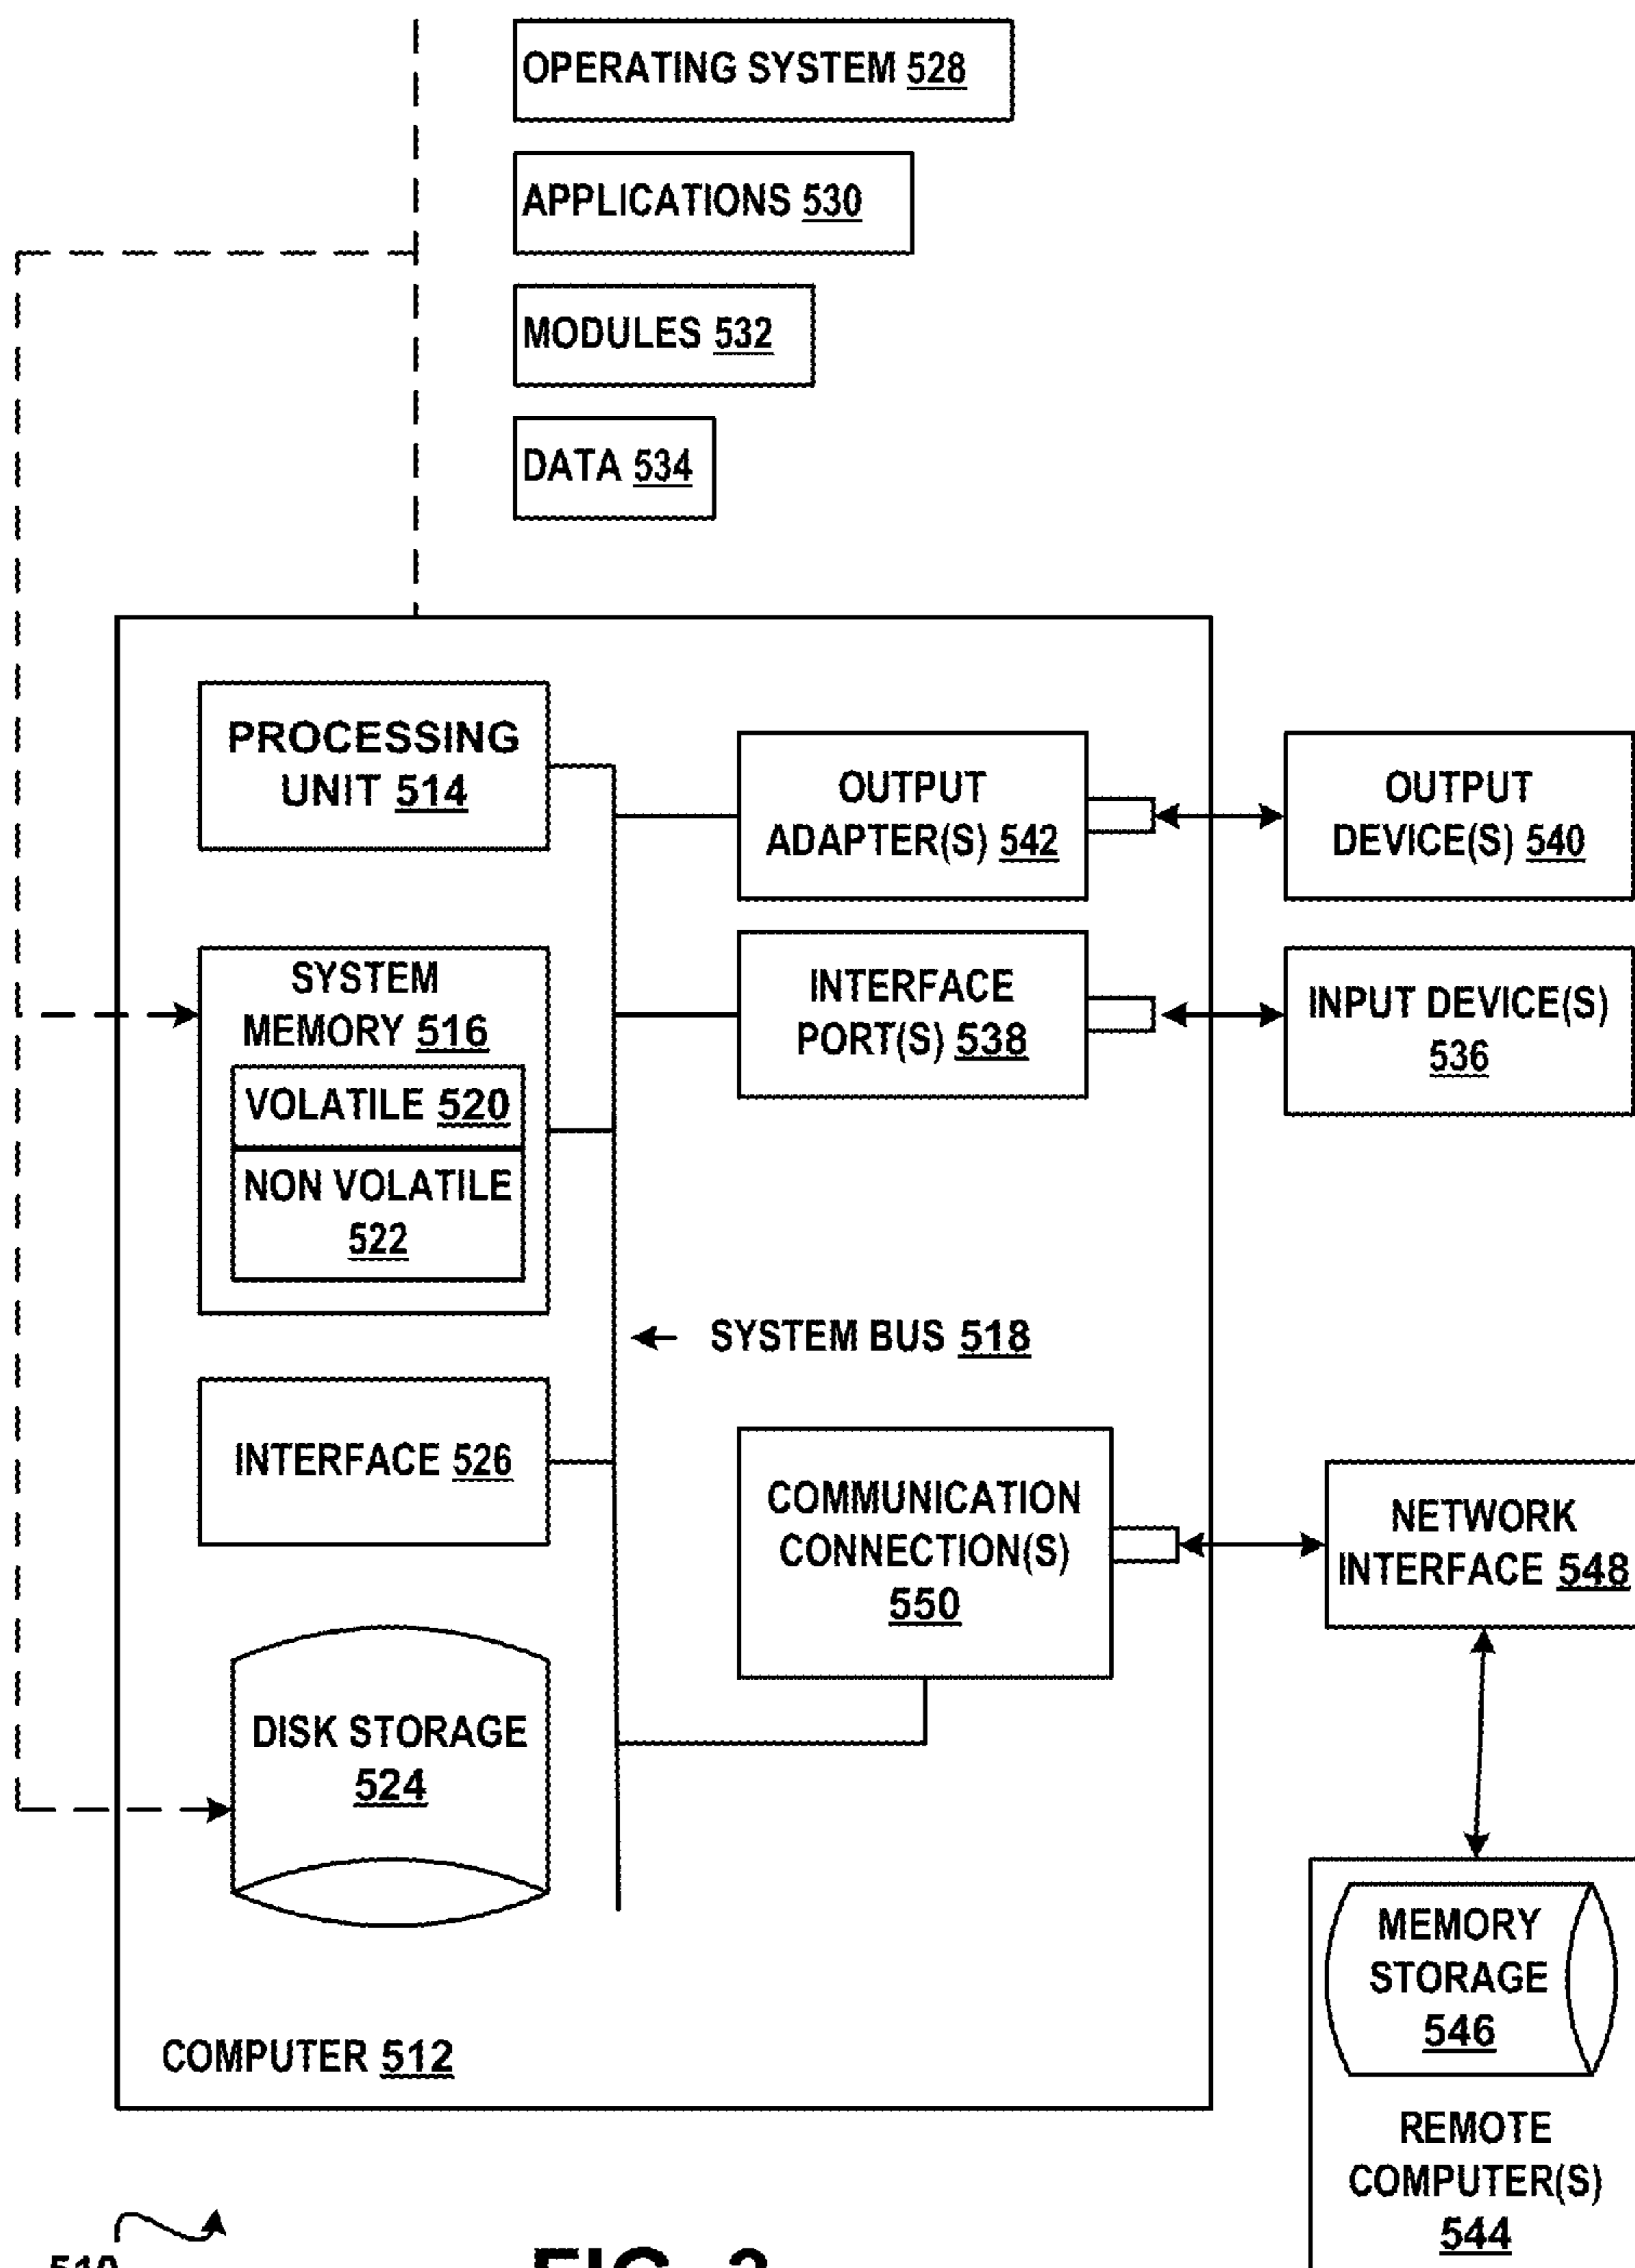 OPERATING SYSTEM 528
APPLICATIONS 530
MODULES 532
DATA 534
PROCESSING
UNIT 514
OUTPUT
ADAPTER(S) 542
OUTPUT
DEVICE(S) 540
SYSTEM
MEMORY 516
VOLATILE 520
NON VOLATILE
522
INTERFACE
PORT(S) 538
INPUT DEVICE(S)
536
SYSTEM BUS 518
INTERFACE 526
COMMUNICATION
CONNECTION(S)
550
NETWORK
INTERFACE 548
DISK STORAGE
524
MEMORY
STORAGE
546
REMOTE
COMPUTER(S)
544
COMPUTER 512